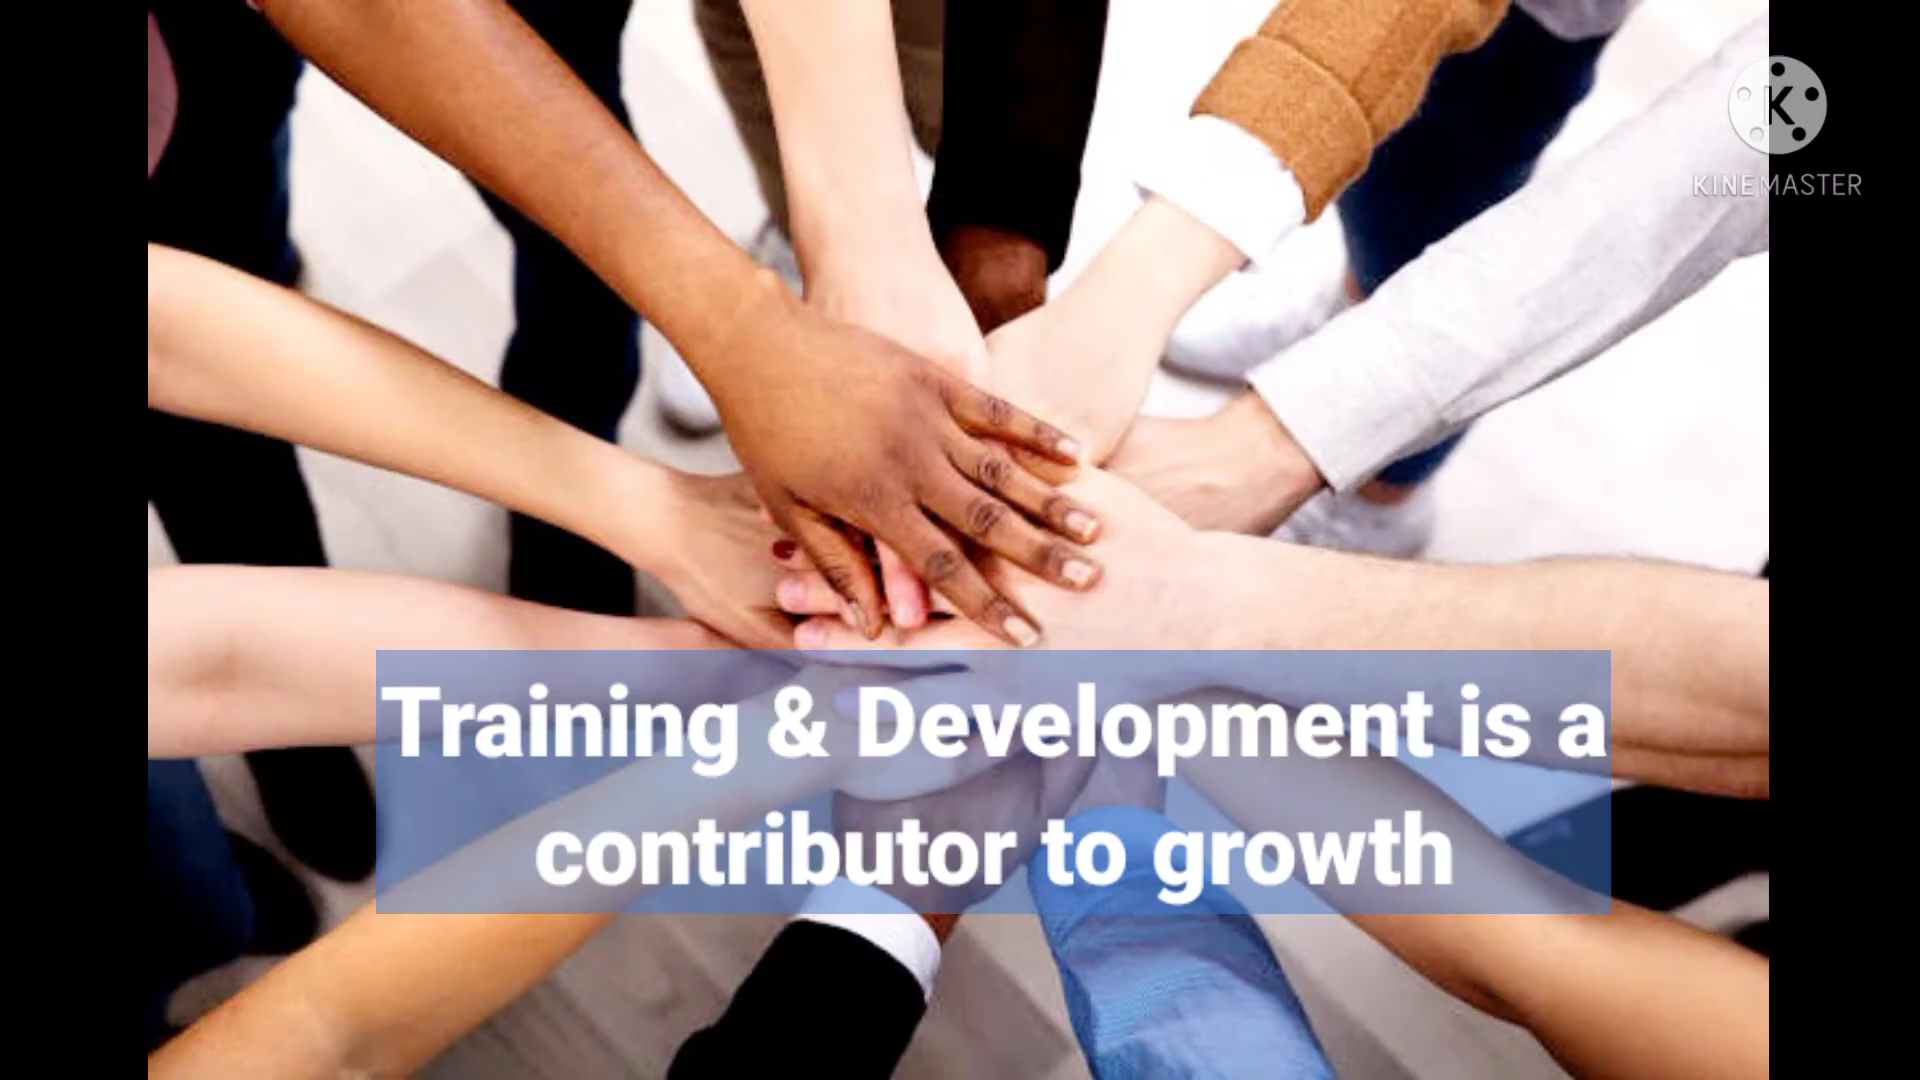 K
KINEMASTER
Training & Development is a
contributor to growth